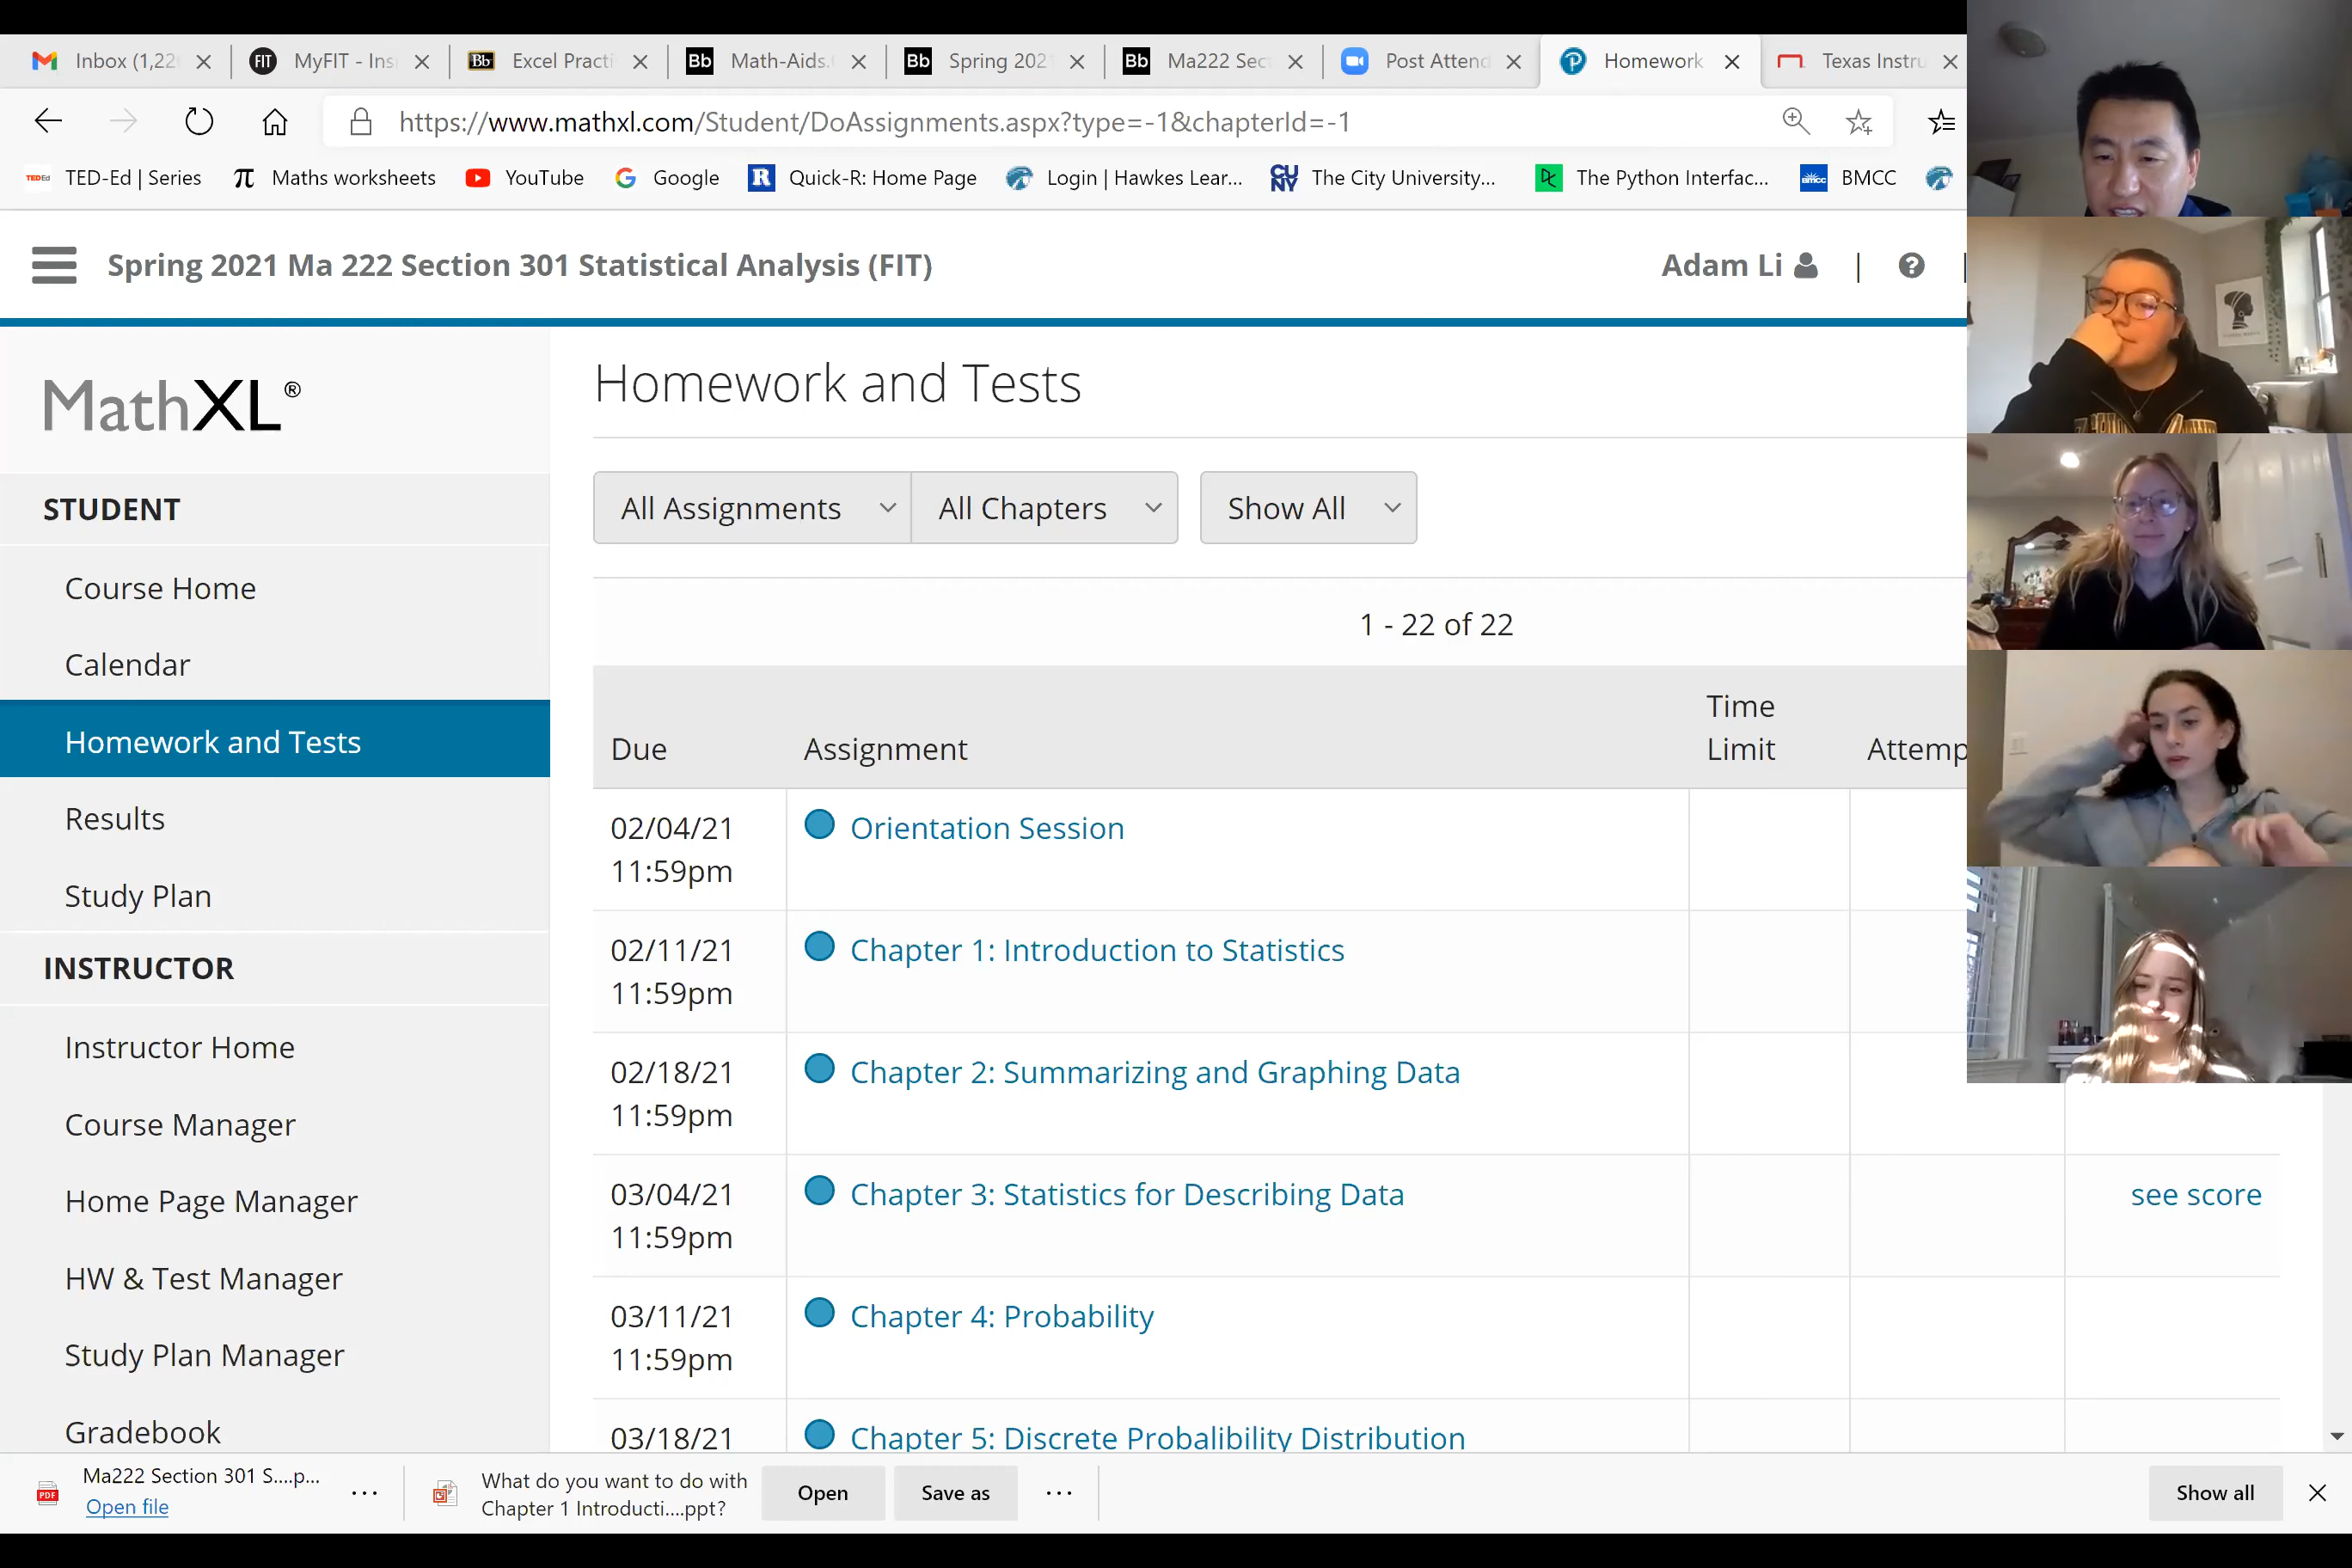 Inbox (1,22
MyFIT - Ins
Excel Practi
Math-Aids.
Spring 202
Ma222 Sec
Post Attend
Homework
Texas Instru
https://www.mathxl.com/Student/DoAssignments.aspx?type=-1&chapterId=-1
TED-Ed | Series
Maths worksheets
YouTube
Google
Quick-R: Home Page
Login | Hawkes Lear...
The City University...
The Python Interfac...
BMCC
Spring 2021 Ma 222 Section 301 Statistical Analysis (FIT)
Adam Li
MathXL®
Homework and Tests
All Assignments
All Chapters
Show All
STUDENT
Course Home
Calendar
Homework and Tests
Results
Study Plan
INSTRUCTOR
Instructor Home
Course Manager
Home Page Manager
HW & Test Manager
Study Plan Manager
Gradebook
1 - 22 of 22
Due
Assignment
Time
Limit
Attemp
02/04/21
11:59pm
Orientation Session
02/11/21
11:59pm
Chapter 1: Introduction to Statistics
02/18/21
11:59pm
Chapter 2: Summarizing and Graphing Data
03/04/21
11:59pm
Chapter 3: Statistics for Describing Data
see score
03/11/21
11:59pm
Chapter 4: Probability
03/18/21
Chapter 5: Discrete Probalibility Distribution
Ma222 Section 301 S....p...
Open file
What do you want to do with
Chapter 1 Introducti....ppt?
Open
Save as
Show all